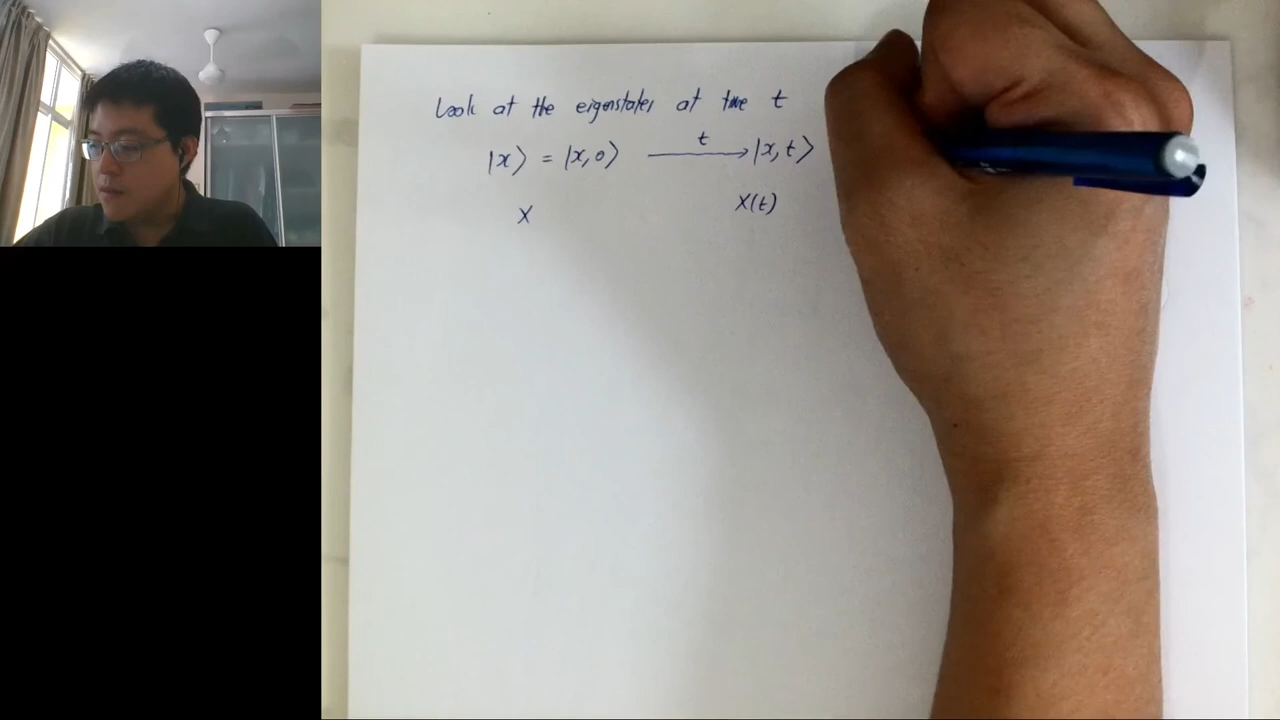 Look at the eigenstates at time t
|x⟩ = |x,0⟩ —t→ |x,t⟩
X X(t)